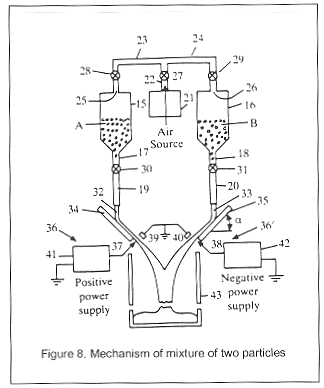 23
24
28
22
27
29
25
15
21
26
16
A
B
Air
Source
17
18
30
31
32
19
20
33
34
35
α
36
36'
37
39
40
38
41
42
Positive
power
supply
43
Negative
power
supply
Figure 8. Mechanism of mixture of two particles